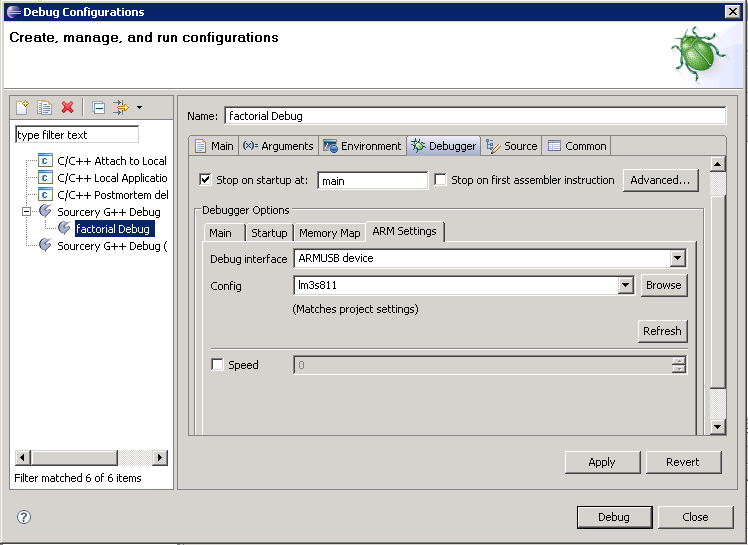 Debug Configurations
Create, manage, and run configurations
type filter text
C/C++ Attach to Local
C/C++ Local Applicatio
C/C++ Postmortem del
Sourcery G++ Debug
factorial Debug
Sourcery G++ Debug (
Filter matched 6 of 6 items
Name: factorial Debug
Main (x)= Arguments Environment Debugger Source Common
Stop on startup at: main Stop on first assembler instruction Advanced...
Debugger Options
Main Startup Memory Map ARM Settings
Debug interface ARMUSB device
Config lm3s811 Browse
(Matches project settings)
Refresh
Speed 0
Apply Revert
Debug Close